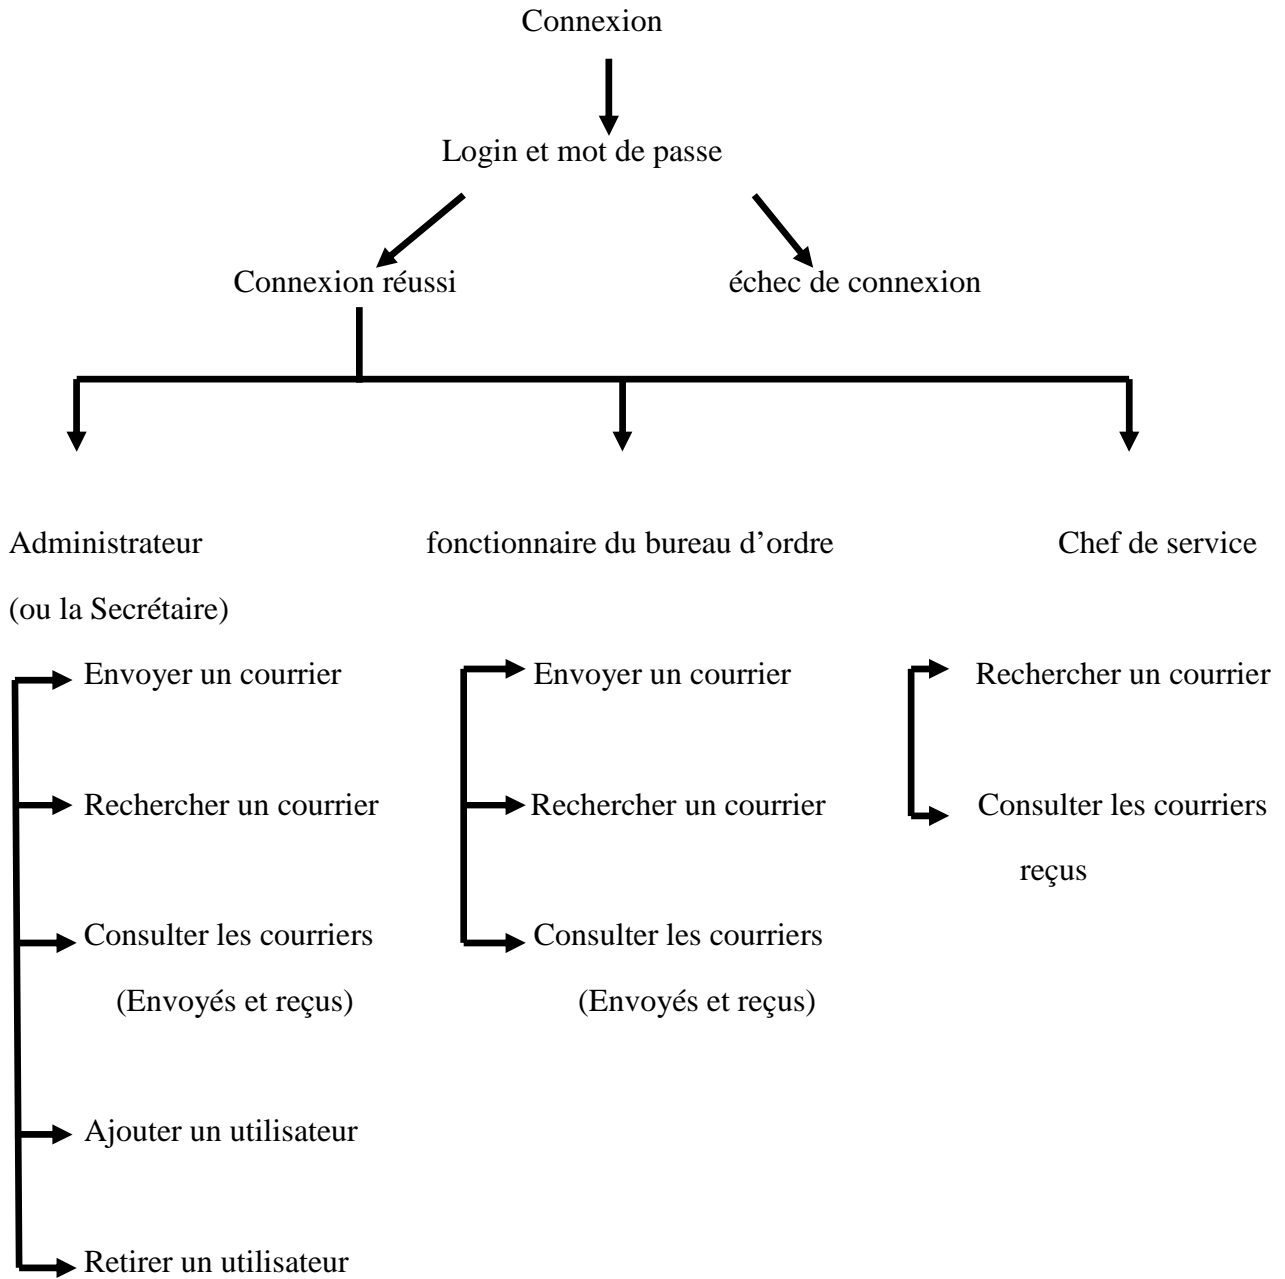 Connexion
Login et mot de passe
Connexion réussi
échec de connexion
Administrateur
(ou la Secrétaire)
fonctionnaire du bureau d’ordre
Chef de service
Envoyer un courrier
Rechercher un courrier
Consulter les courriers
(Envoyés et reçus)
Ajouter un utilisateur
Retirer un utilisateur
Envoyer un courrier
Rechercher un courrier
Consulter les courriers
(Envoyés et reçus)
Rechercher un courrier
Consulter les courriers
reçus